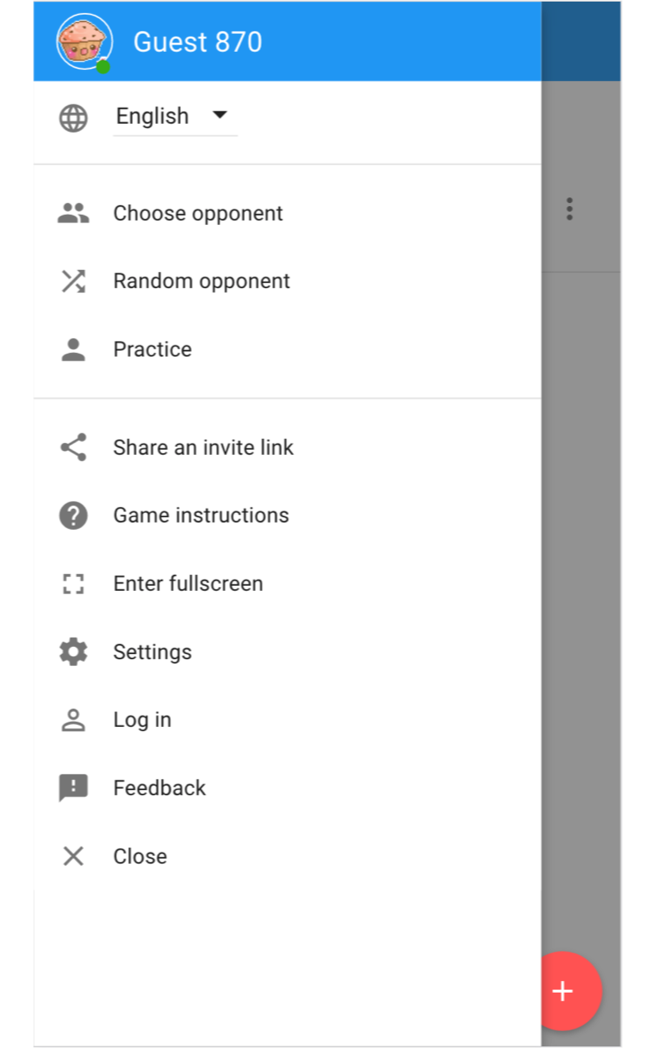 Guest 870
English
Choose opponent
Random opponent
Practice
Share an invite link
Game instructions
Enter fullscreen
Settings
Log in
Feedback
Close